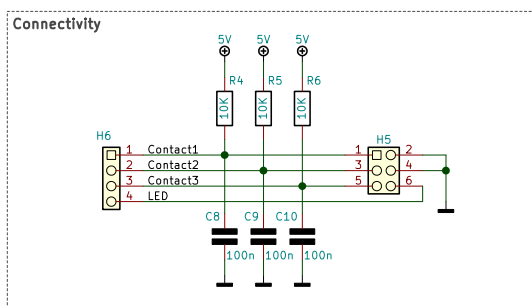 Connectivity
5V 5V 5V
R4 R5 R6
10K 10K 10K
H6 H5
1 Contact1 1 2
2 Contact2 3 4
3 Contact3 5 6
4 LED
C8 C9 C10
100n 100n 100n